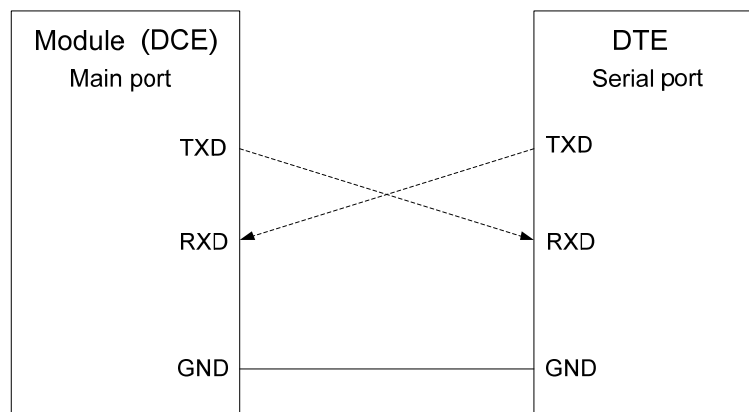 Module (DCE)
Main port
TXD
RXD
GND
DTE
Serial port
TXD
RXD
GND